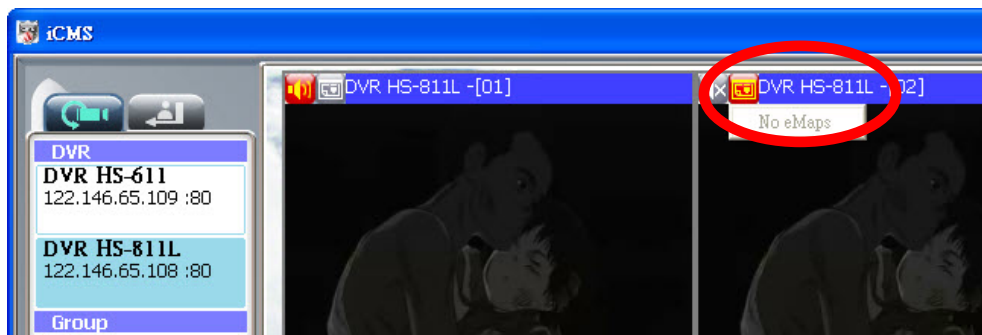 iCMS
DVR HS-811L -[01]
DVR HS-811L -[02]
No eMaps
DVR
DVR HS-611
122.146.65.109 :80
DVR HS-811L
122.146.65.108 :80
Group